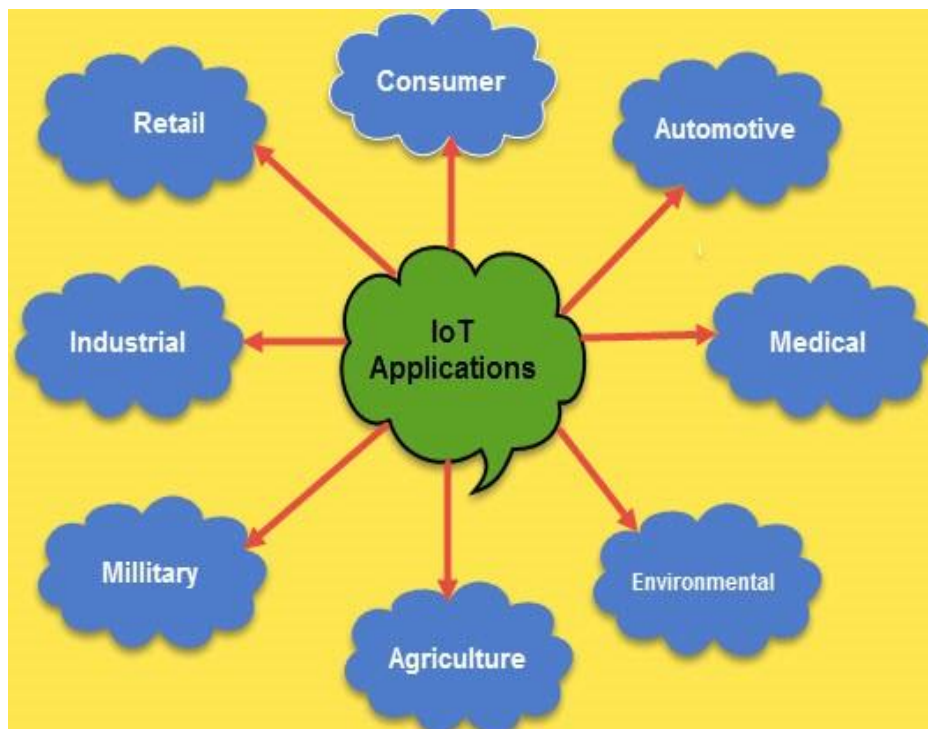 Consumer
Retail
Automotive
IoT
Applications
Industrial
Medical
Millitary
Environmental
Agriculture